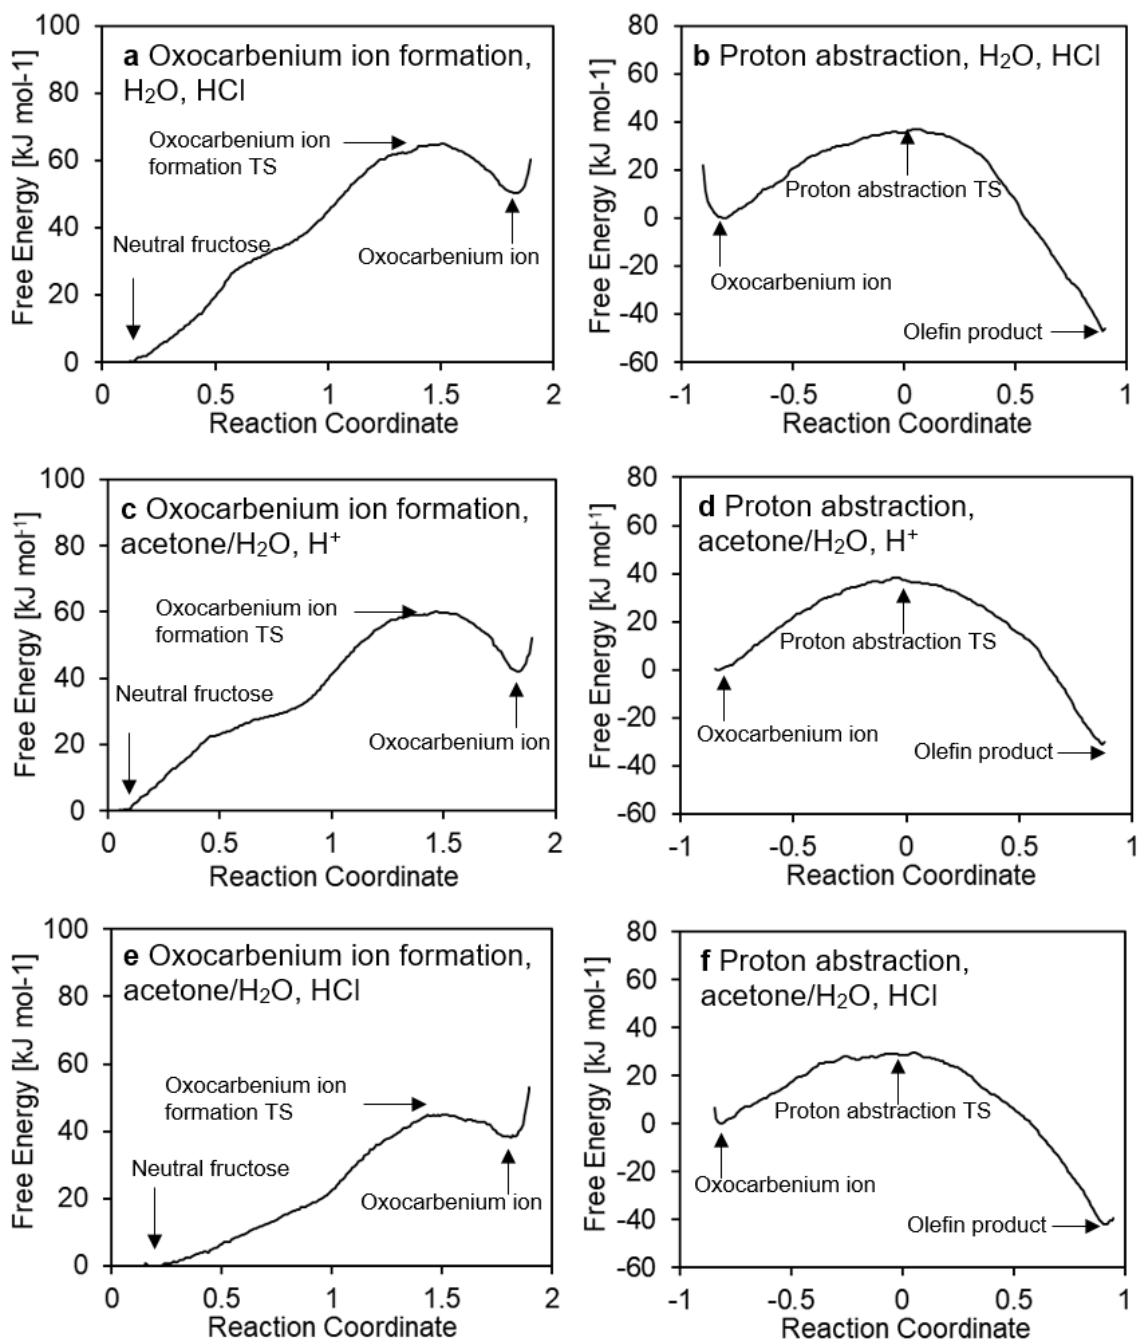 a Oxocarbenium ion formation,
H₂O, HCl
Free Energy [kJ mol-1]
100
80
60
40
20
0
Oxocarbenium ion
formation TS
Neutral fructose
Oxocarbenium ion
0 0.5 1 1.5 2
Reaction Coordinate
b Proton abstraction, H₂O, HCl
Free Energy [kJ mol-1]
80
60
40
20
0
-20
-40
-60
Proton abstraction TS
Oxocarbenium ion
Olefin product
-1 -0.5 0 0.5 1
Reaction Coordinate
c Oxocarbenium ion formation,
acetone/H₂O, H⁺
Free Energy [kJ mol⁻¹]
100
80
60
40
20
0
Oxocarbenium ion
formation TS
Neutral fructose
Oxocarbenium ion
0 0.5 1 1.5 2
Reaction Coordinate
d Proton abstraction,
acetone/H₂O, H⁺
Free Energy [kJ mol⁻¹]
80
60
40
20
0
-20
-40
-60
Proton abstraction TS
Oxocarbenium ion
Olefin product
-1 -0.5 0 0.5 1
Reaction Coordinate
e Oxocarbenium ion formation,
acetone/H₂O, HCl
Free Energy [kJ mol-1]
100
80
60
40
20
0
Oxocarbenium ion
formation TS
Neutral fructose
Oxocarbenium ion
0 0.5 1 1.5 2
Reaction Coordinate
f Proton abstraction,
acetone/H₂O, HCl
Free Energy [kJ mol-1]
80
60
40
20
0
-20
-40
-60
Proton abstraction TS
Oxocarbenium ion
Olefin product
-1 -0.5 0 0.5 1
Reaction Coordinate